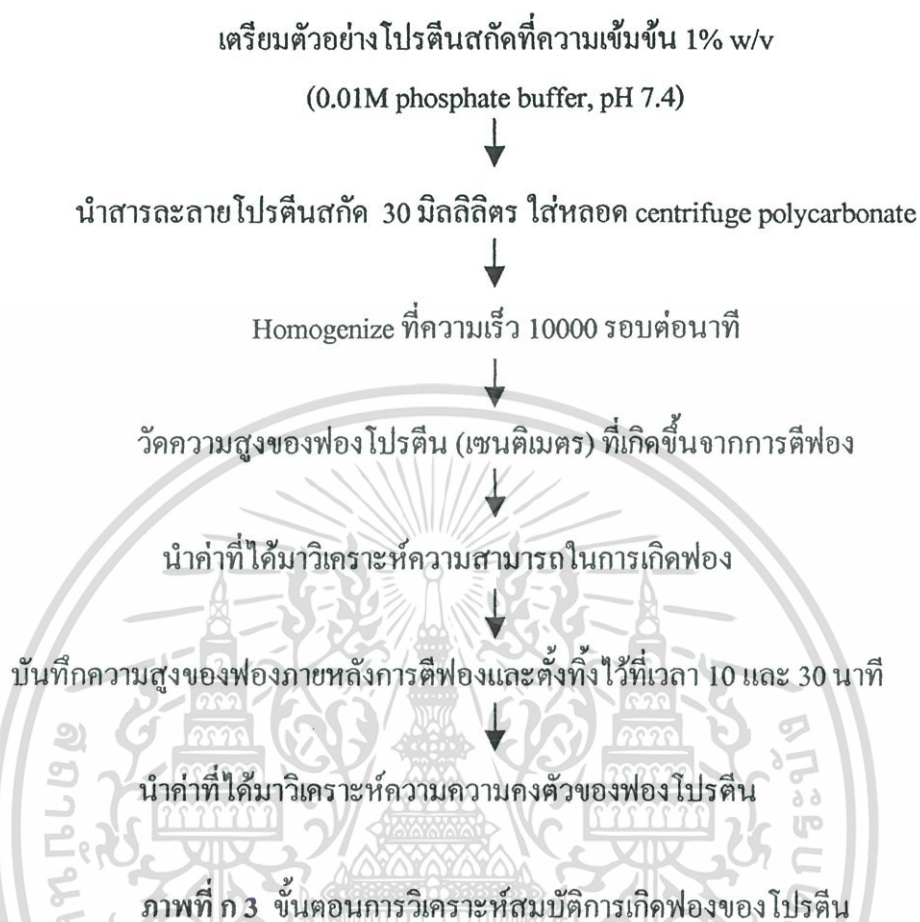 เตรียมตัวอย่างโปรตีนสกัดที่ความเข้มข้น 1% w/v
(0.01M phosphate buffer, pH 7.4)
นำสารละลายโปรตีนสกัด 30 มิลลิลิตร ใส่หลอด centrifuge polycarbonate
Homogenize ที่ความเร็ว 10000 รอบต่อนาที
วัดความสูงของฟองโปรตีน (เซนติเมตร) ที่เกิดขึ้นจากการตีฟอง
นำค่าที่ได้มาวิเคราะห์ความสามารถในการเกิดฟอง
บันทึกความสูงของฟองภายหลังการตีฟองและตั้งทิ้งไว้ที่เวลา 10 และ 30 นาที
นำค่าที่ได้มาวิเคราะห์ความความคงตัวของฟองโปรตีน
ภาพที่ ก 3 ขั้นตอนการวิเคราะห์สมบัติการเกิดฟองของโปรตีน